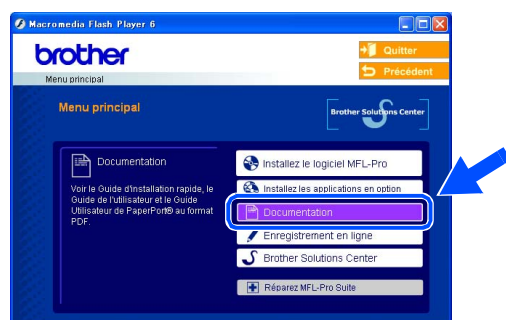 Macromedia Flash Player 6
brother
Quitter
Menu principal
Précédent
Menu principal
Brother Solutions Center
Documentation
Voir le Guide d'installation rapide, le
Guide de l'utilisateur et le Guide
Utilisateur de PaperPort® au format
PDF.
Installez le logiciel MFL-Pro
Installez les applications en option
Documentation
Enregistrement en ligne
Brother Solutions Center
Réparez MFL-Pro Suite